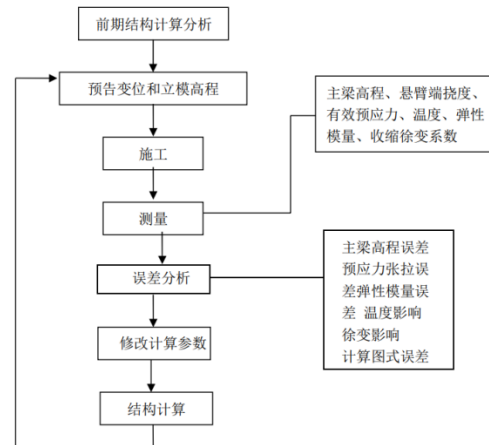 前期结构计算分析
预告变位和立模高程
主梁高程、悬臂端挠度、
有效预应力、温度、弹性
模量、收缩徐变系数
施工
测量
主梁高程误差
预应力张拉误
差弹性模量误
差 温度影响
徐变影响
计算图式误差
误差分析
修改计算参数
结构计算